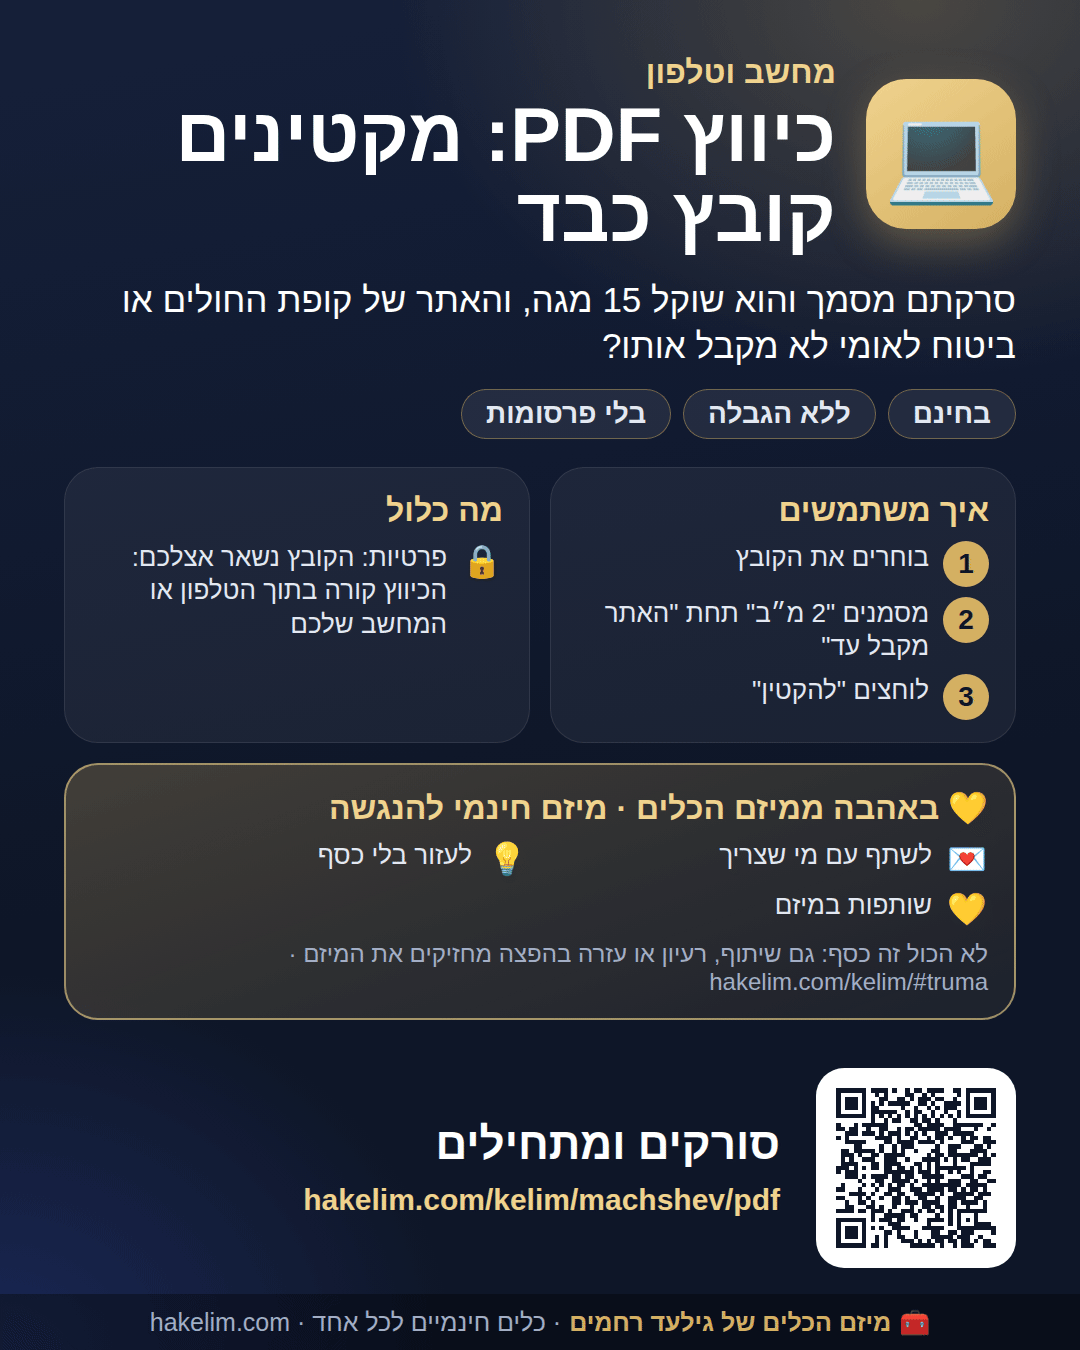 מחשב וטלפון
כיווץ PDF: מקטינים
קובץ כבד
סרקתם מסמך והוא שוקל 15 מגה, והאתר של קופת החולים או
ביטוח לאומי לא מקבל אותו?
בחינם
ללא הגבלה
בלי פרסומות
איך משתמשים
1 בוחרים את הקובץ
2 מסמנים "2 מ״ב" תחת "האתר
מקבל עד"
3 לוחצים "להקטין"
מה כלול
פרטיות: הקובץ נשאר אצלכם:
הכיווץ קורה בתוך הטלפון או
המחשב שלכם
באהבה ממיזם הכלים · מיזם חינמי להנגשה
לשתף עם מי שצריך
לעזור בלי כסף
שותפות במיזם
לא הכול זה כסף: גם שיתוף, רעיון או עזרה בהפצה מחזיקים את המיזם ·
hakelim.com/kelim/#truma
סורקים ומתחילים
hakelim.com/kelim/machshev/pdf
מיזם הכלים של גילעד רחמים · כלים חינמיים לכל אחד · hakelim.com